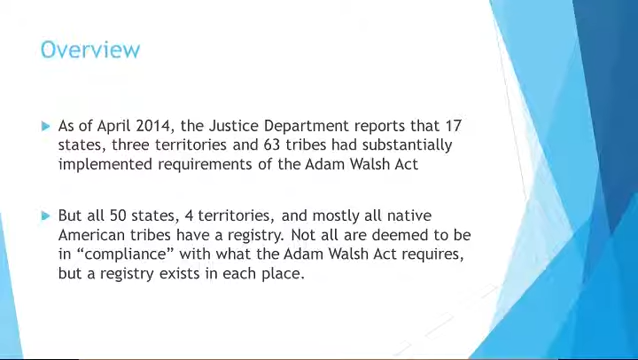 Overview
As of April 2014, the Justice Department reports that 17
states, three territories and 63 tribes had substantially
implemented requirements of the Adam Walsh Act
But all 50 states, 4 territories, and mostly all native
American tribes have a registry. Not all are deemed to be
in “compliance” with what the Adam Walsh Act requires,
but a registry exists in each place.